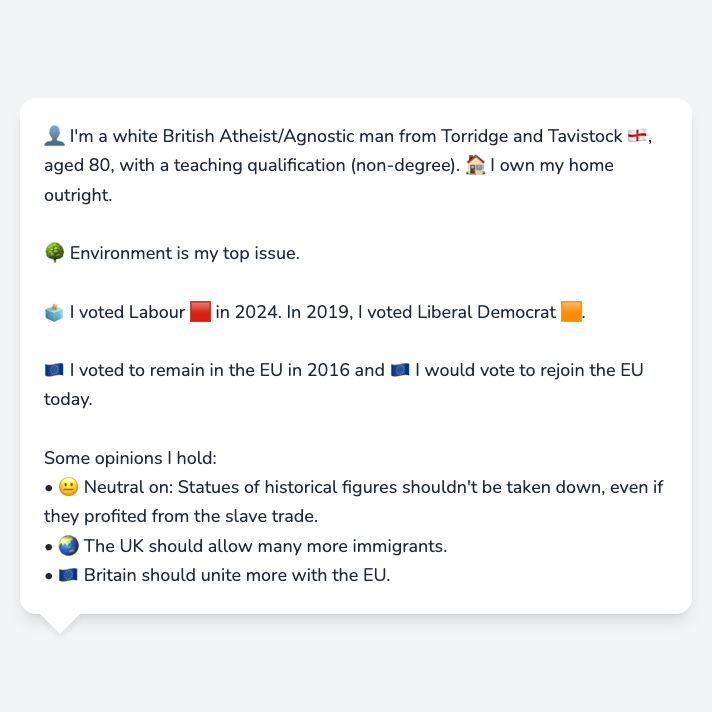 👤 I'm a white British Atheist/Agnostic man from Torridge and Tavistock 🏴󠁧󠁢󠁥󠁮󠁧󠁿,
aged 80, with a teaching qualification (non-degree). 🏠 I own my home
outright.
🌳 Environment is my top issue.
🗳️ I voted Labour 🟥 in 2024. In 2019, I voted Liberal Democrat 🟧.
🇪🇺 I voted to remain in the EU in 2016 and 🇪🇺 I would vote to rejoin the EU
today.
Some opinions I hold:
• 😐 Neutral on: Statues of historical figures shouldn't be taken down, even if
they profited from the slave trade.
• 🌏 The UK should allow many more immigrants.
• 🇪🇺 Britain should unite more with the EU.